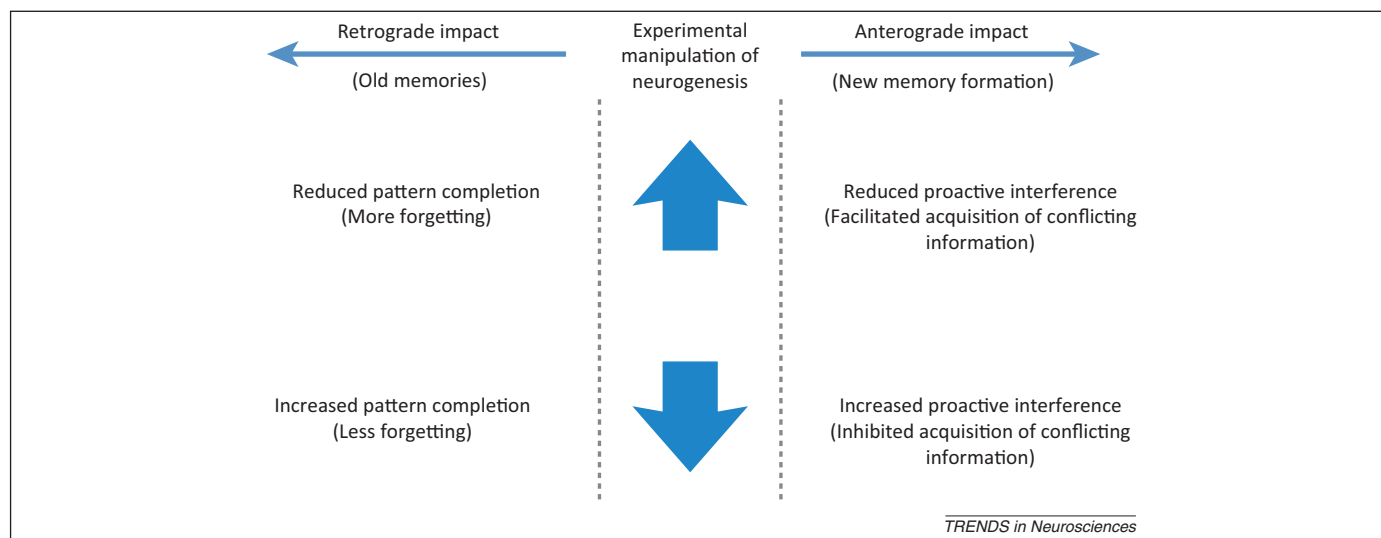 Retrograde impact
(Old memories)
Experimental
manipulation of
neurogenesis
Anterograde impact
(New memory formation)
Reduced pattern completion
(More forgetting)
Reduced proactive interference
(Facilitated acquisition of conflicting
information)
Increased pattern completion
(Less forgetting)
Increased proactive interference
(Inhibited acquisition of conflicting
information)
TRENDS in Neurosciences